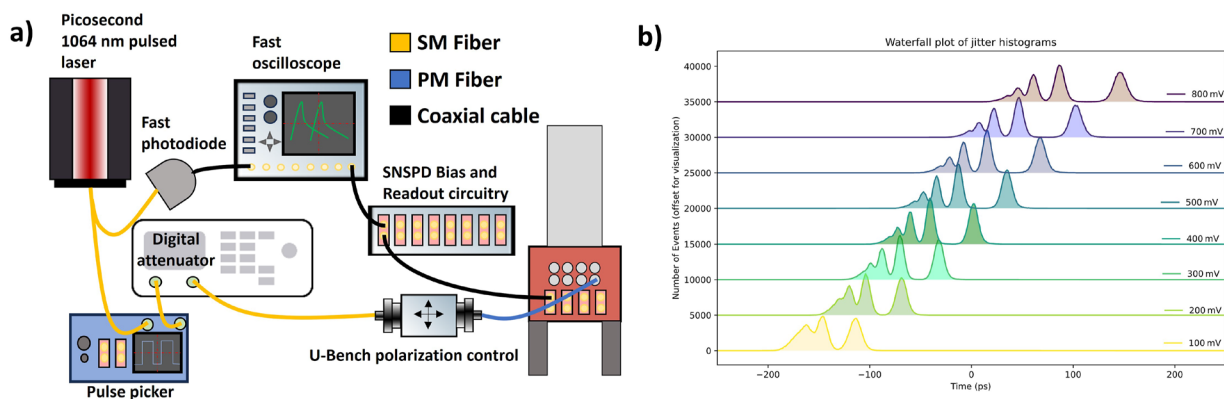 a)
Picosecond
1064 nm pulsed
laser
Fast
photodiode
Fast
oscilloscope
SM Fiber
PM Fiber
Coaxial cable
SNSPD Bias and
Readout circuitry
Digital
attenuator
U-Bench polarization control
Pulse picker
b)
Waterfall plot of jitter histograms
Number of Events (offset for visualization)
40000
35000
30000
25000
20000
15000
10000
5000
0
800 mV
700 mV
600 mV
500 mV
400 mV
300 mV
200 mV
100 mV
−200
−100
0
100
200
Time (ps)